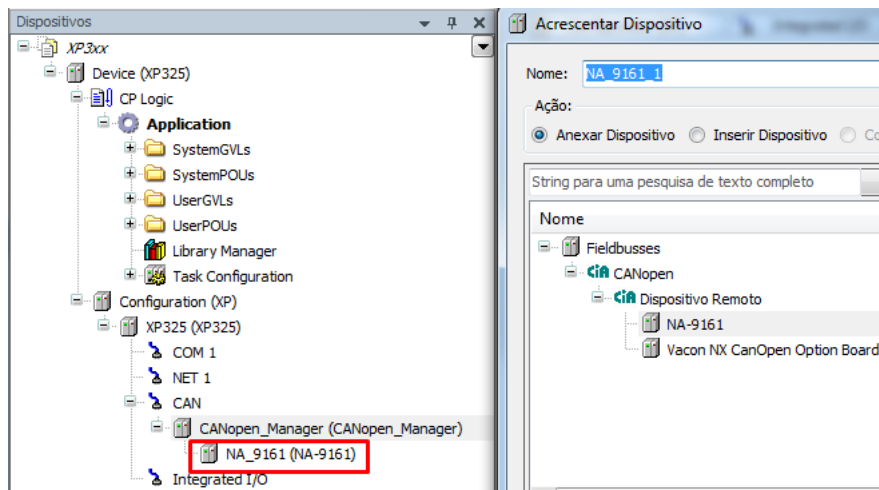 Dispositivos
XP3xx
Device (XP325)
CP Logic
Application
SystemGVLs
SystemPOUs
UserGVLs
UserPOUs
Library Manager
Task Configuration
Configuration (XP)
XP325 (XP325)
COM 1
NET 1
CAN
CANopen_Manager (CANopen_Manager)
NA_9161 (NA-9161)
Integrated I/O
Acrescentar Dispositivo
Nome: NA_9161_1
Ação:
Anexar Dispositivo Inserir Dispositivo
String para uma pesquisa de texto completo
Nome
Fieldbusses
CiA CANopen
CiA Dispositivo Remoto
NA-9161
Vacon NX CanOpen Option Board